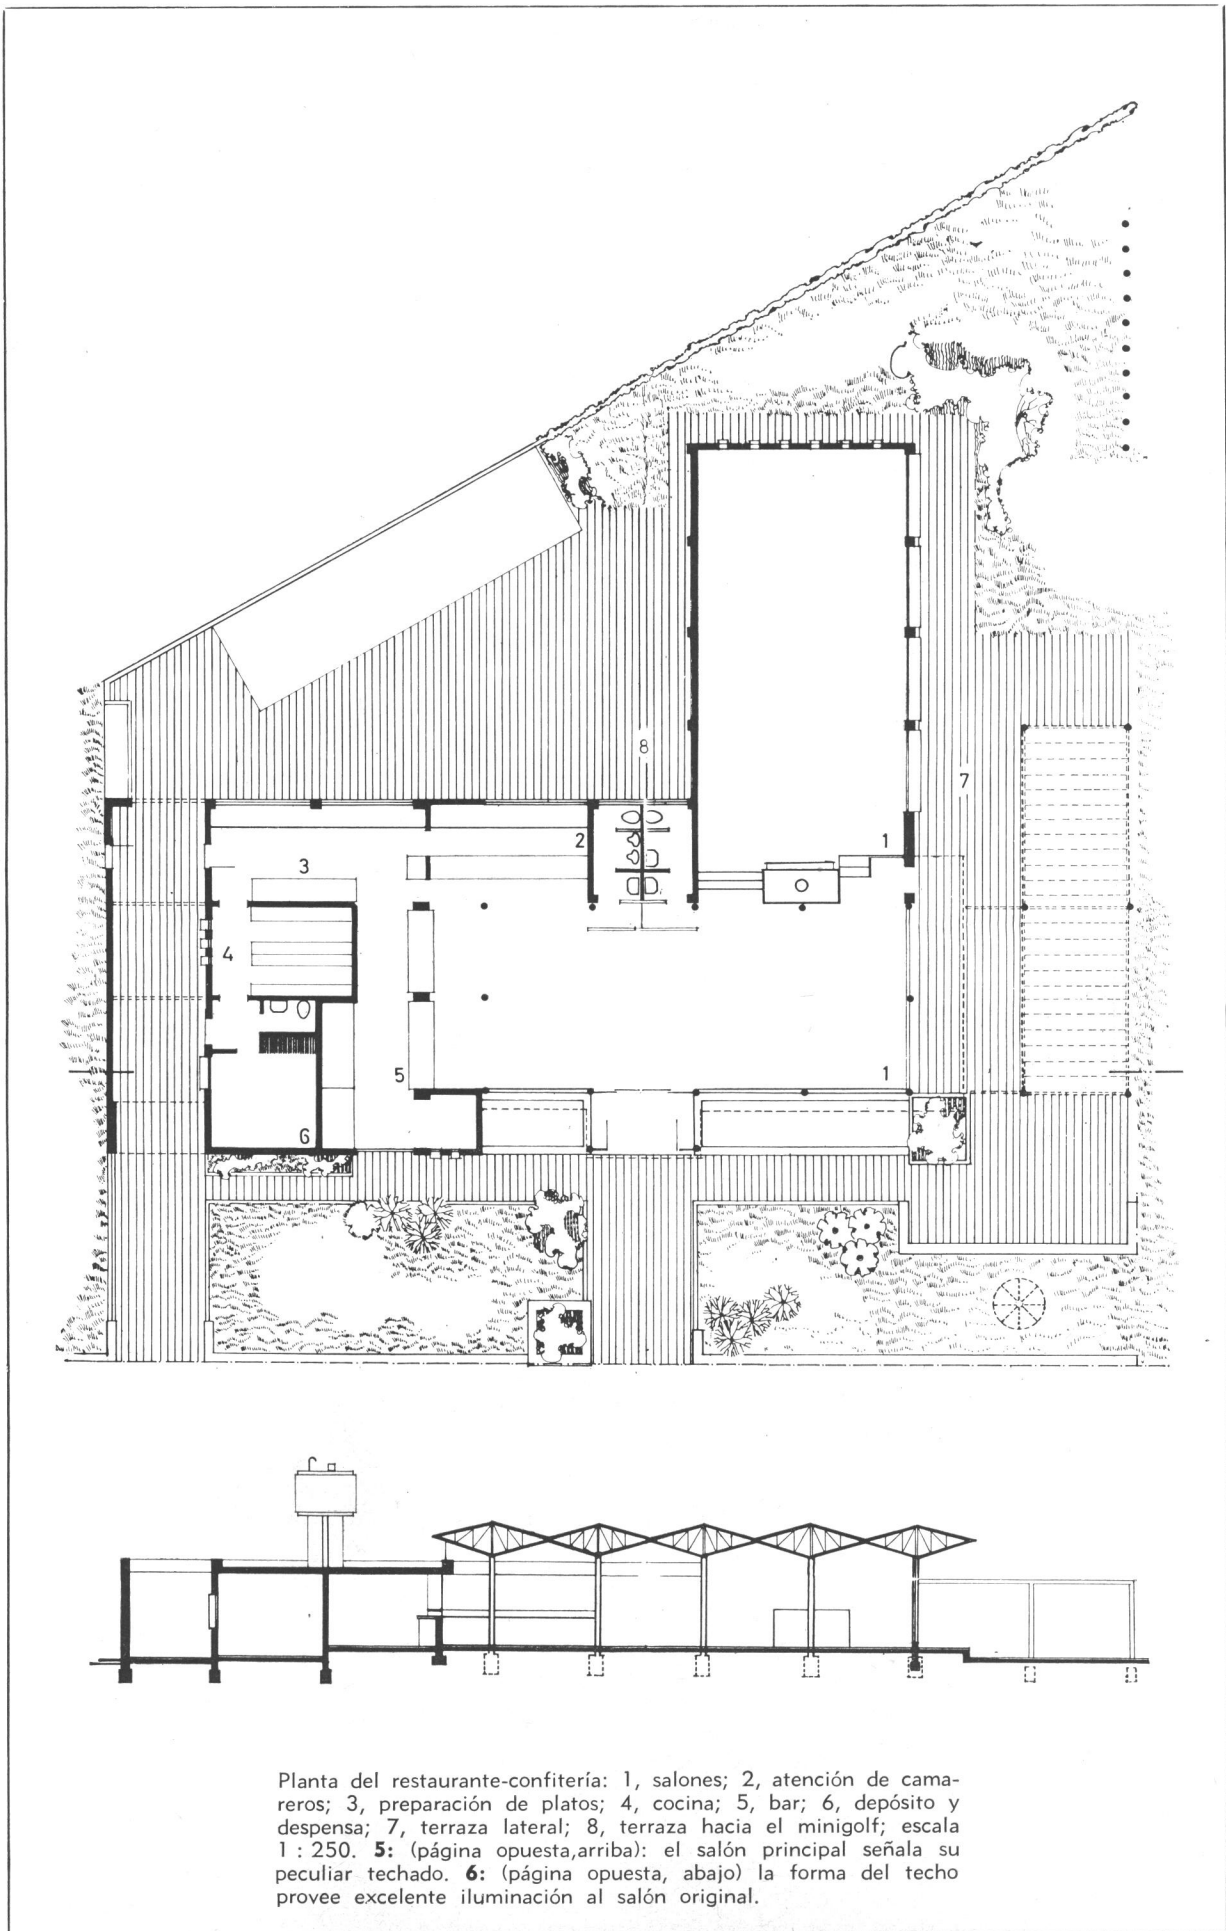 8
7
2
1
3
4
5
1
6
Planta del restaurante-confitería: 1, salones; 2, atención de cama-
reros; 3, preparación de platos; 4, cocina; 5, bar; 6, depósito y
despensa; 7, terraza lateral; 8, terraza hacia el minigolf; escala
1 : 250. 5: (página opuesta,arriba): el salón principal señala su
peculiar techado. 6: (página opuesta, abajo) la forma del techo
provee excelente iluminación al salón original.